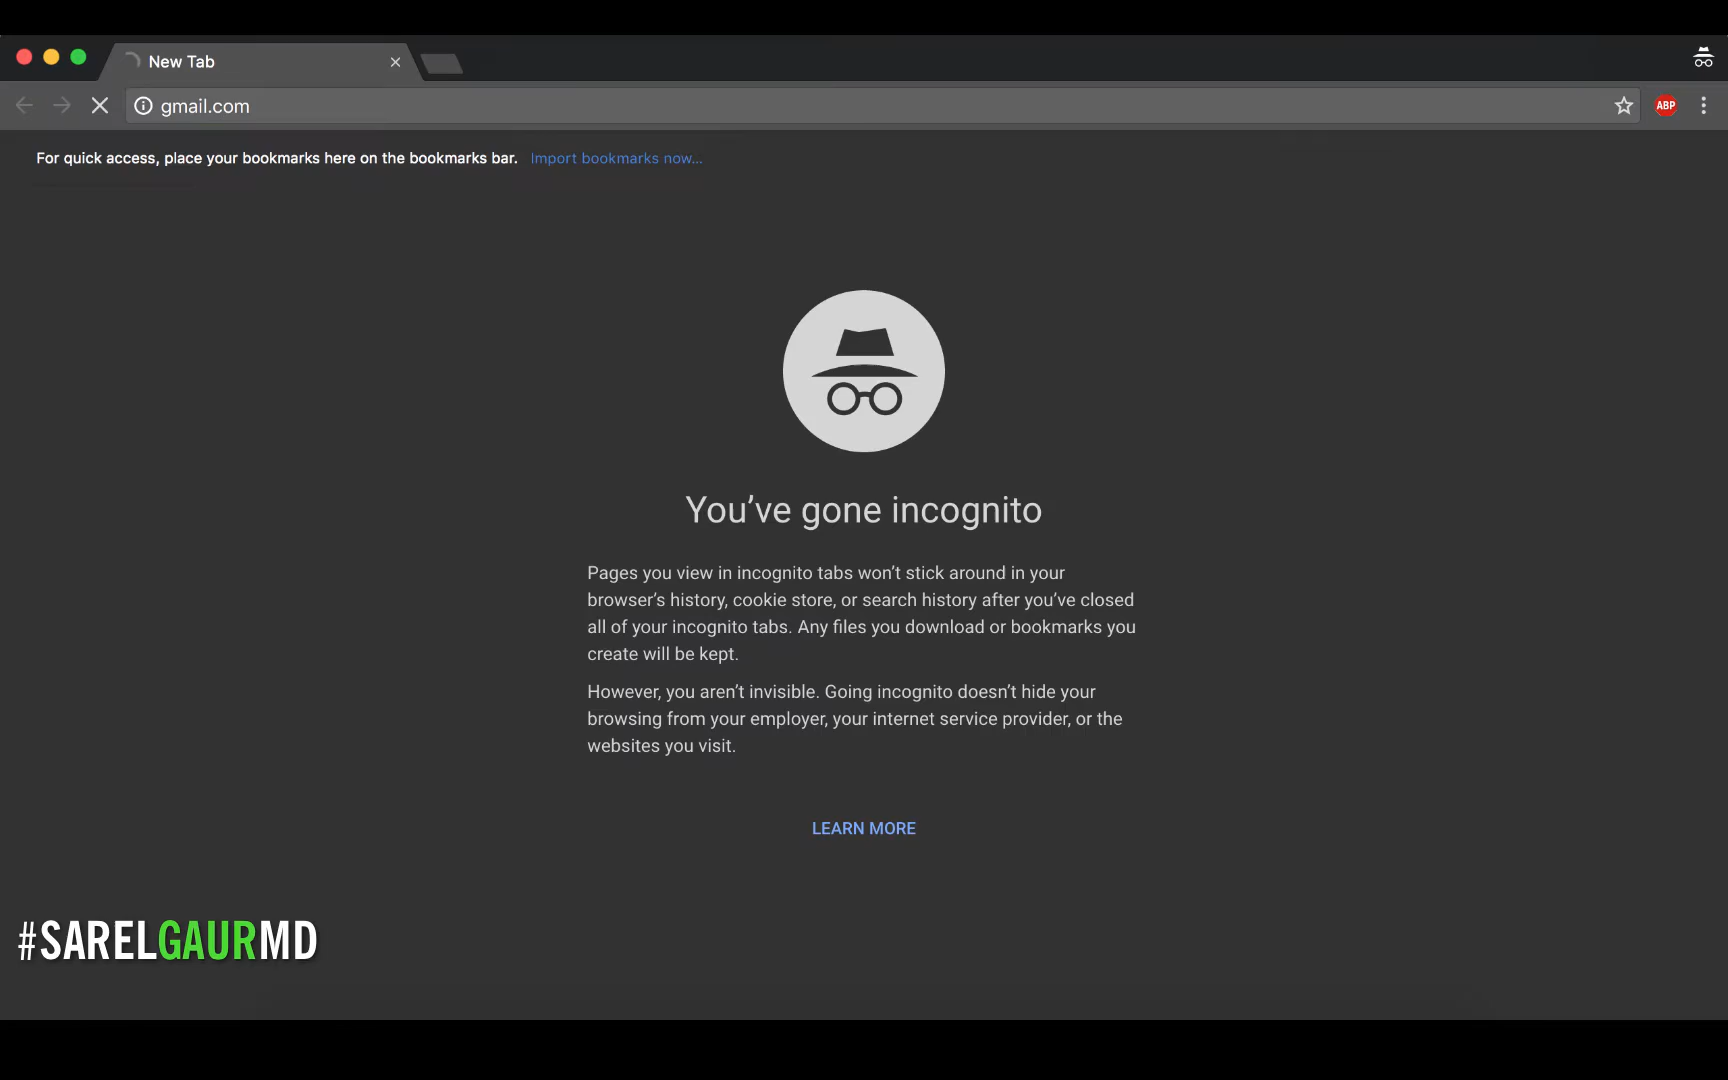 New Tab
gmail.com
ABP
For quick access, place your bookmarks here on the bookmarks bar. Import bookmarks now...
You’ve gone incognito
Pages you view in incognito tabs won’t stick around in your
browser’s history, cookie store, or search history after you’ve closed
all of your incognito tabs. Any files you download or bookmarks you
create will be kept.
However, you aren’t invisible. Going incognito doesn’t hide your
browsing from your employer, your internet service provider, or the
websites you visit.
LEARN MORE
#SARELGAURMD